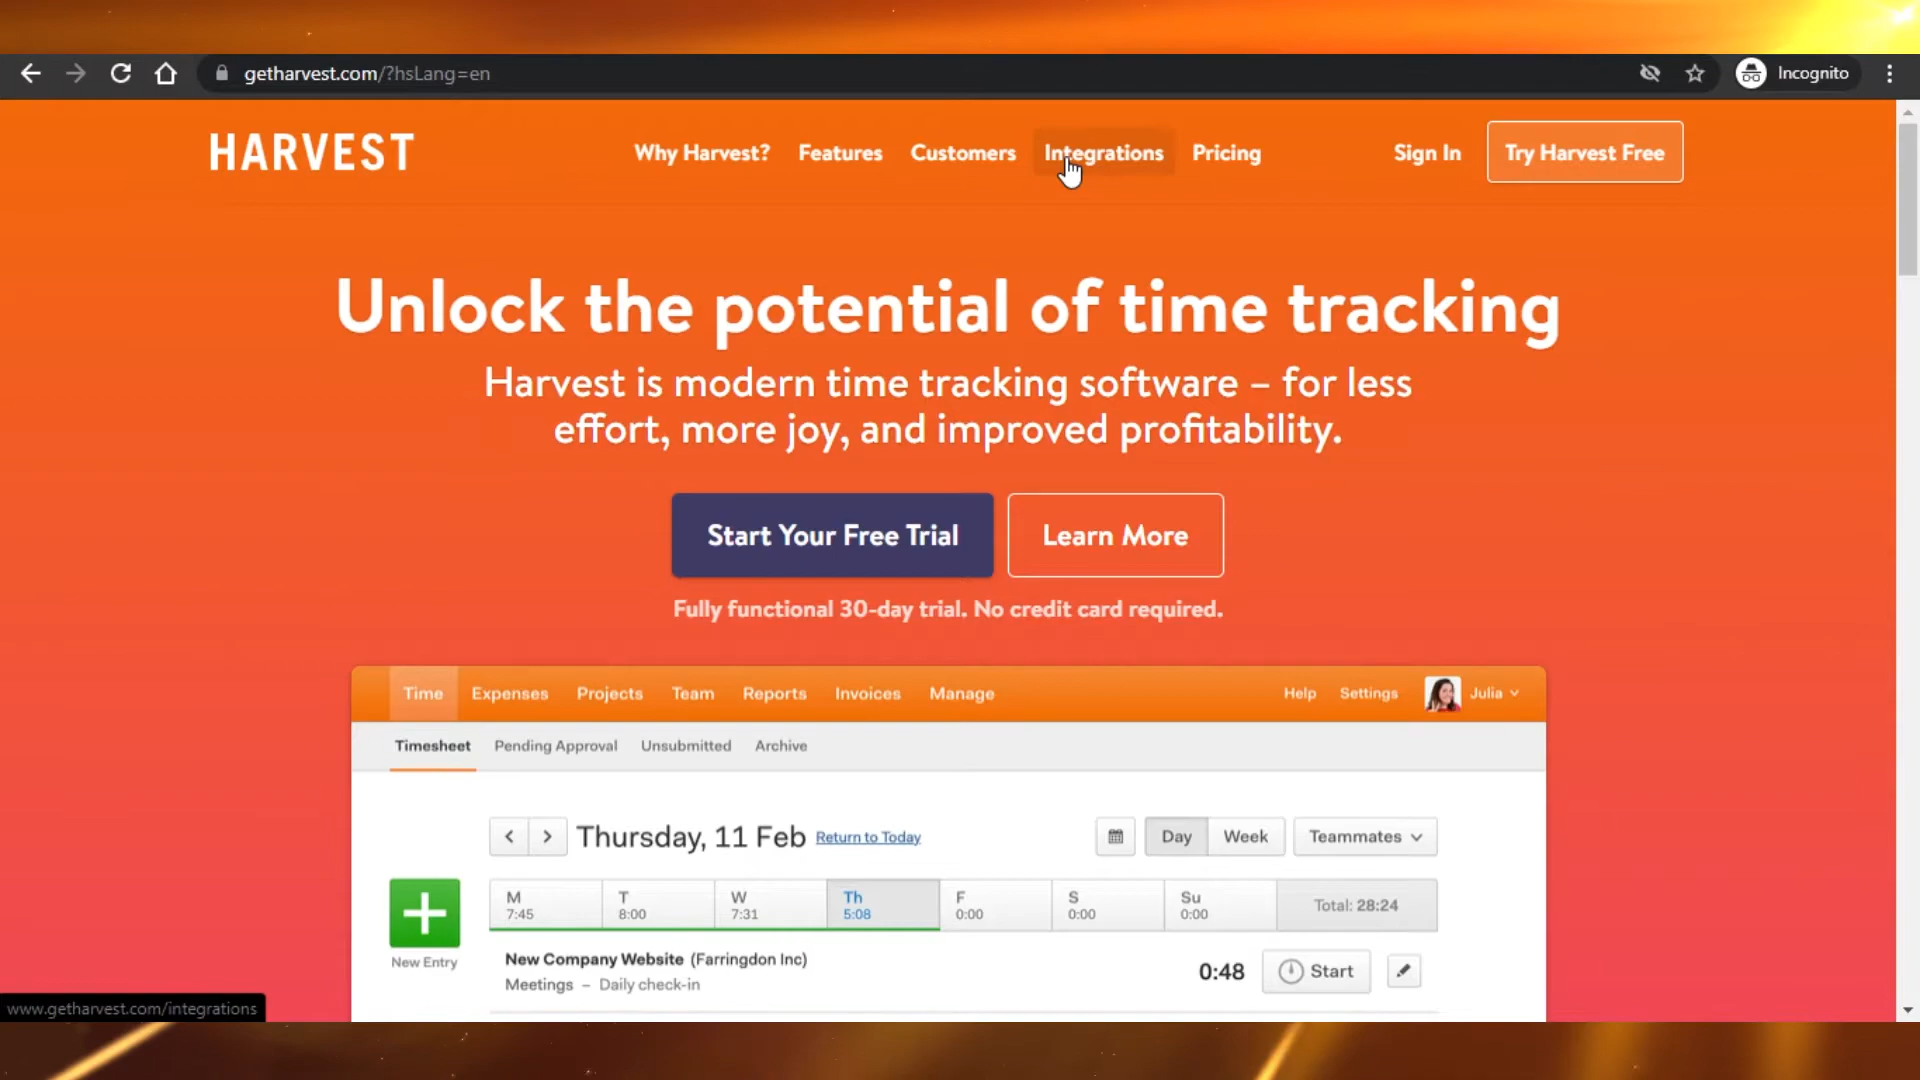 getharvest.com/?hsLang=en
Incognito
HARVEST
Why Harvest? Features Customers Integrations Pricing Sign In Try Harvest Free
Unlock the potential of time tracking
Harvest is modern time tracking software – for less
effort, more joy, and improved profitability.
Start Your Free Trial Learn More
Fully functional 30-day trial. No credit card required.
Time Expenses Projects Team Reports Invoices Manage Help Settings Julia
Timesheet Pending Approval Unsubmitted Archive
Thursday, 11 Feb Return to Today Day Week Teammates
M T W Th F S Su
7:45 8:00 7:31 5:08 0:00 0:00 0:00 Total: 28:24
New Entry
New Company Website (Farringdon Inc)
Meetings – Daily check-in
0:48 Start
www.getharvest.com/integrations